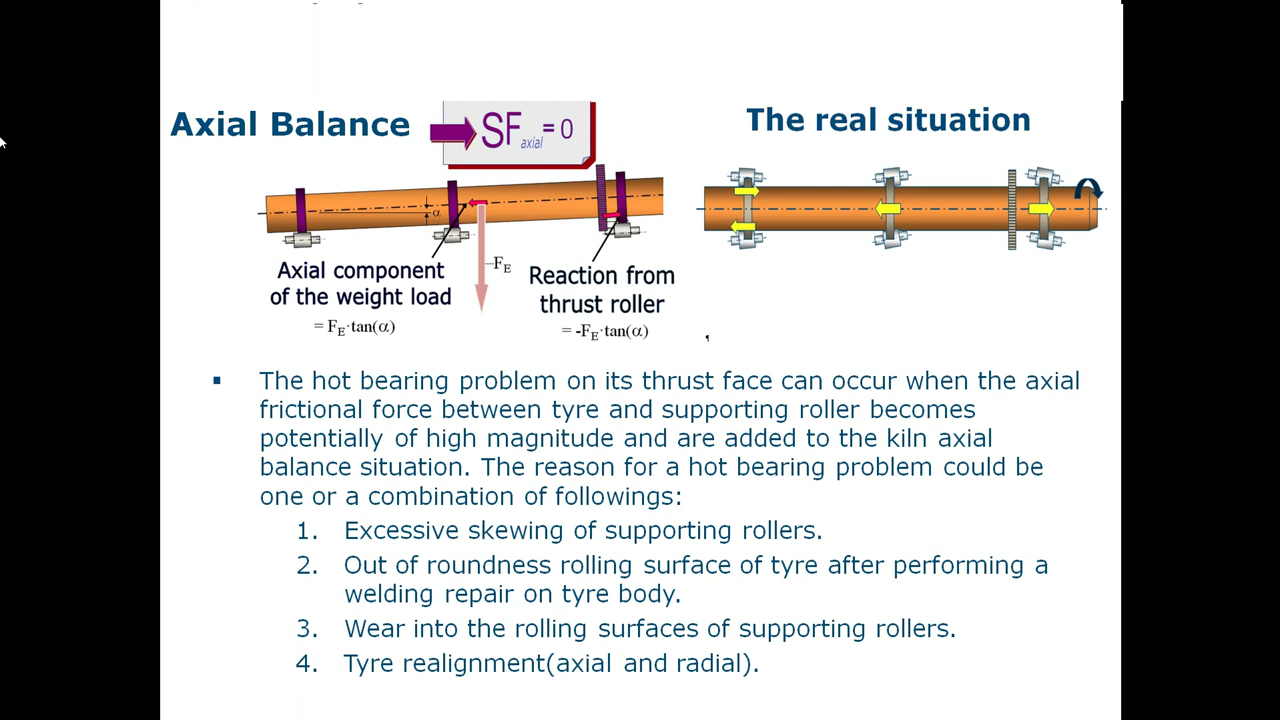 Axial Balance
SF axial = 0
The real situation
α
–FE
Axial component
of the weight load
= FE·tan(α)
Reaction from
thrust roller
= -FE·tan(α)
▪ The hot bearing problem on its thrust face can occur when the axial
frictional force between tyre and supporting roller becomes
potentially of high magnitude and are added to the kiln axial
balance situation. The reason for a hot bearing problem could be
one or a combination of followings:
1. Excessive skewing of supporting rollers.
2. Out of roundness rolling surface of tyre after performing a
welding repair on tyre body.
3. Wear into the rolling surfaces of supporting rollers.
4. Tyre realignment(axial and radial).